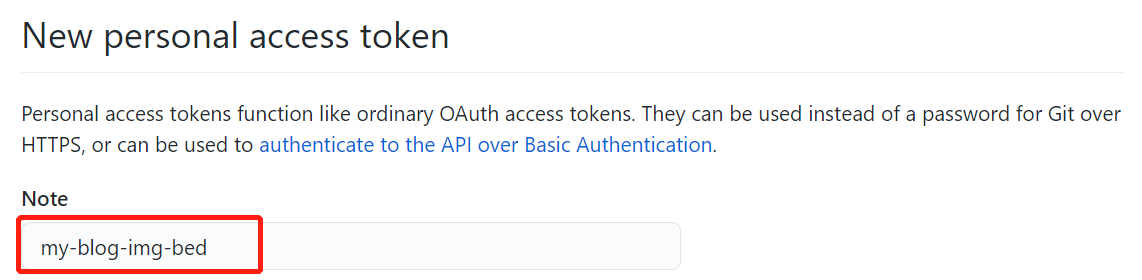 New personal access token
Personal access tokens function like ordinary OAuth access tokens. They can be used instead of a password for Git over
HTTPS, or can be used to authenticate to the API over Basic Authentication.
Note
my-blog-img-bed